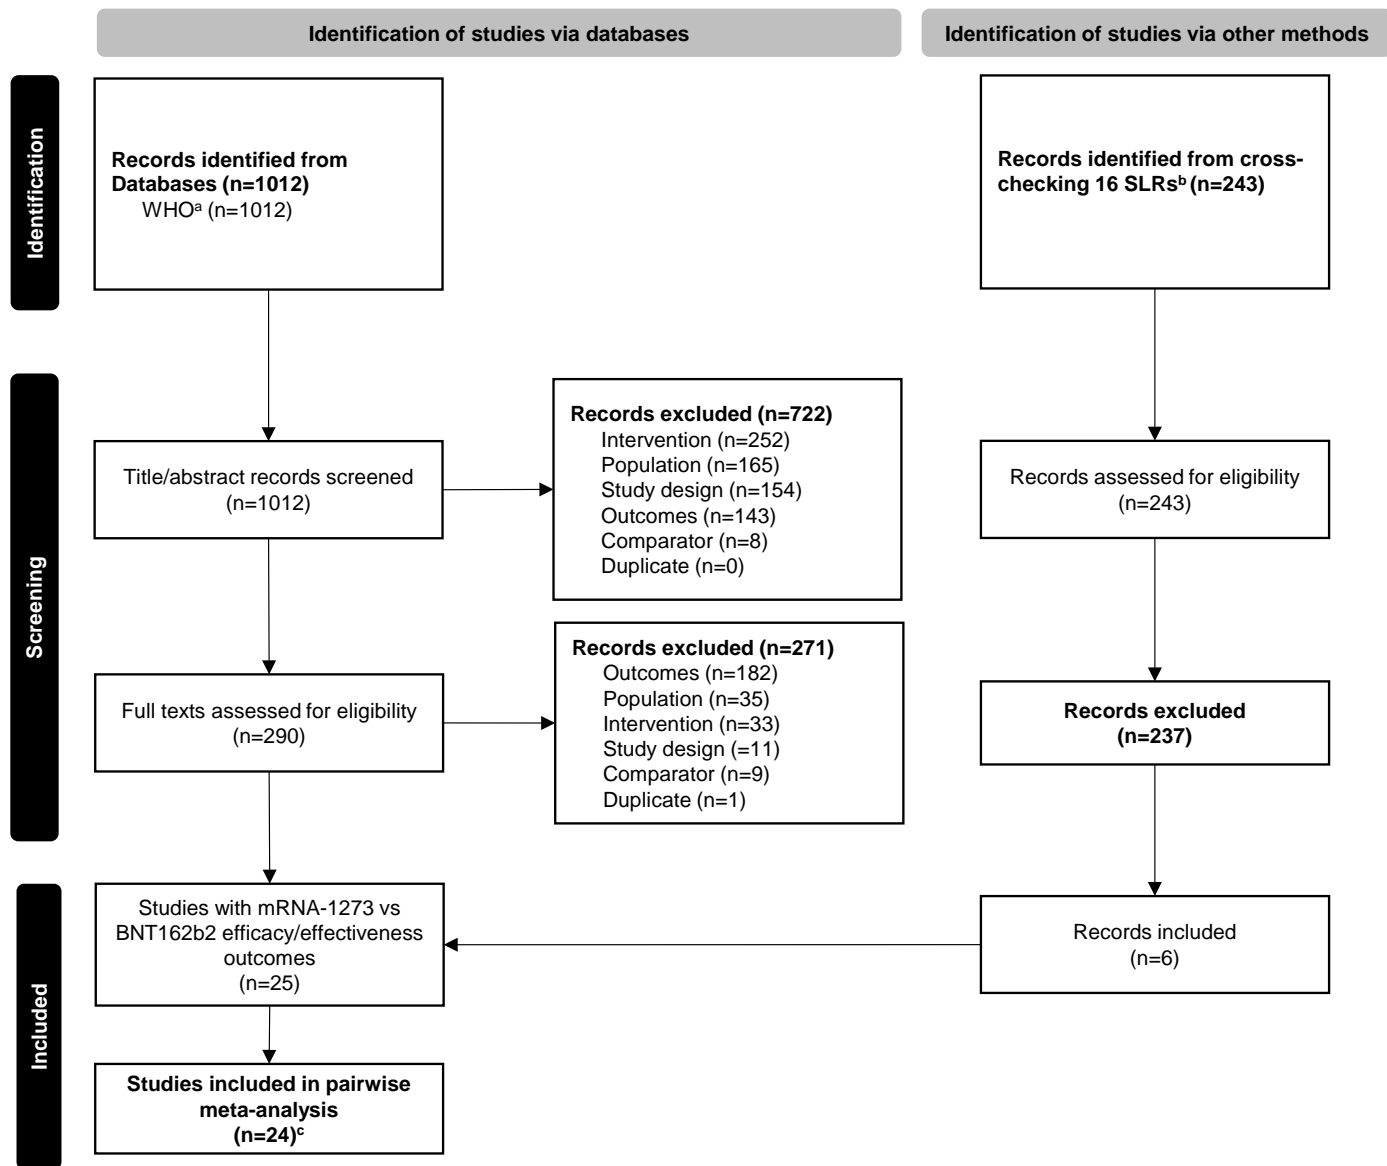 Identification of studies via databases
Identification of studies via other methods
Identification
Records identified from
Databases (n=1012)
WHOᵃ (n=1012)
Records identified from cross-
checking 16 SLRsᵇ (n=243)
Screening
Title/abstract records screened
(n=1012)
Records excluded (n=722)
Intervention (n=252)
Population (n=165)
Study design (n=154)
Outcomes (n=143)
Comparator (n=8)
Duplicate (n=0)
Records assessed for eligibility
(n=243)
Full texts assessed for eligibility
(n=290)
Records excluded (n=271)
Outcomes (n=182)
Population (n=35)
Intervention (n=33)
Study design (=11)
Comparator (n=9)
Duplicate (n=1)
Records excluded
(n=237)
Included
Studies with mRNA-1273 vs
BNT162b2 efficacy/effectiveness
outcomes
(n=25)
Records included
(n=6)
Studies included in pairwise
meta-analysis
(n=24)ᶜ